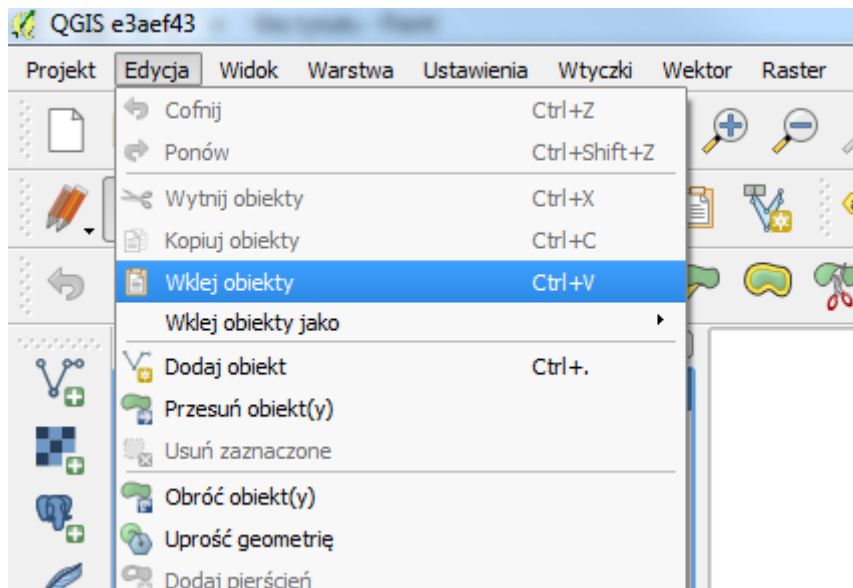 QGIS e3aef43
Projekt Edycja Widok Warstwa Ustawienia Wtyczki Wektor Raster
Cofnij Ctrl+Z
Ponów Ctrl+Shift+Z
Wytnij obiekty Ctrl+X
Kopiuj obiekty Ctrl+C
Wklej obiekty Ctrl+V
Wklej obiekty jako
Dodaj obiekt Ctrl+.
Przesuń obiekt(y)
Usuń zaznaczone
Obróć obiekt(y)
Uprość geometrię
Dodaj pierścień